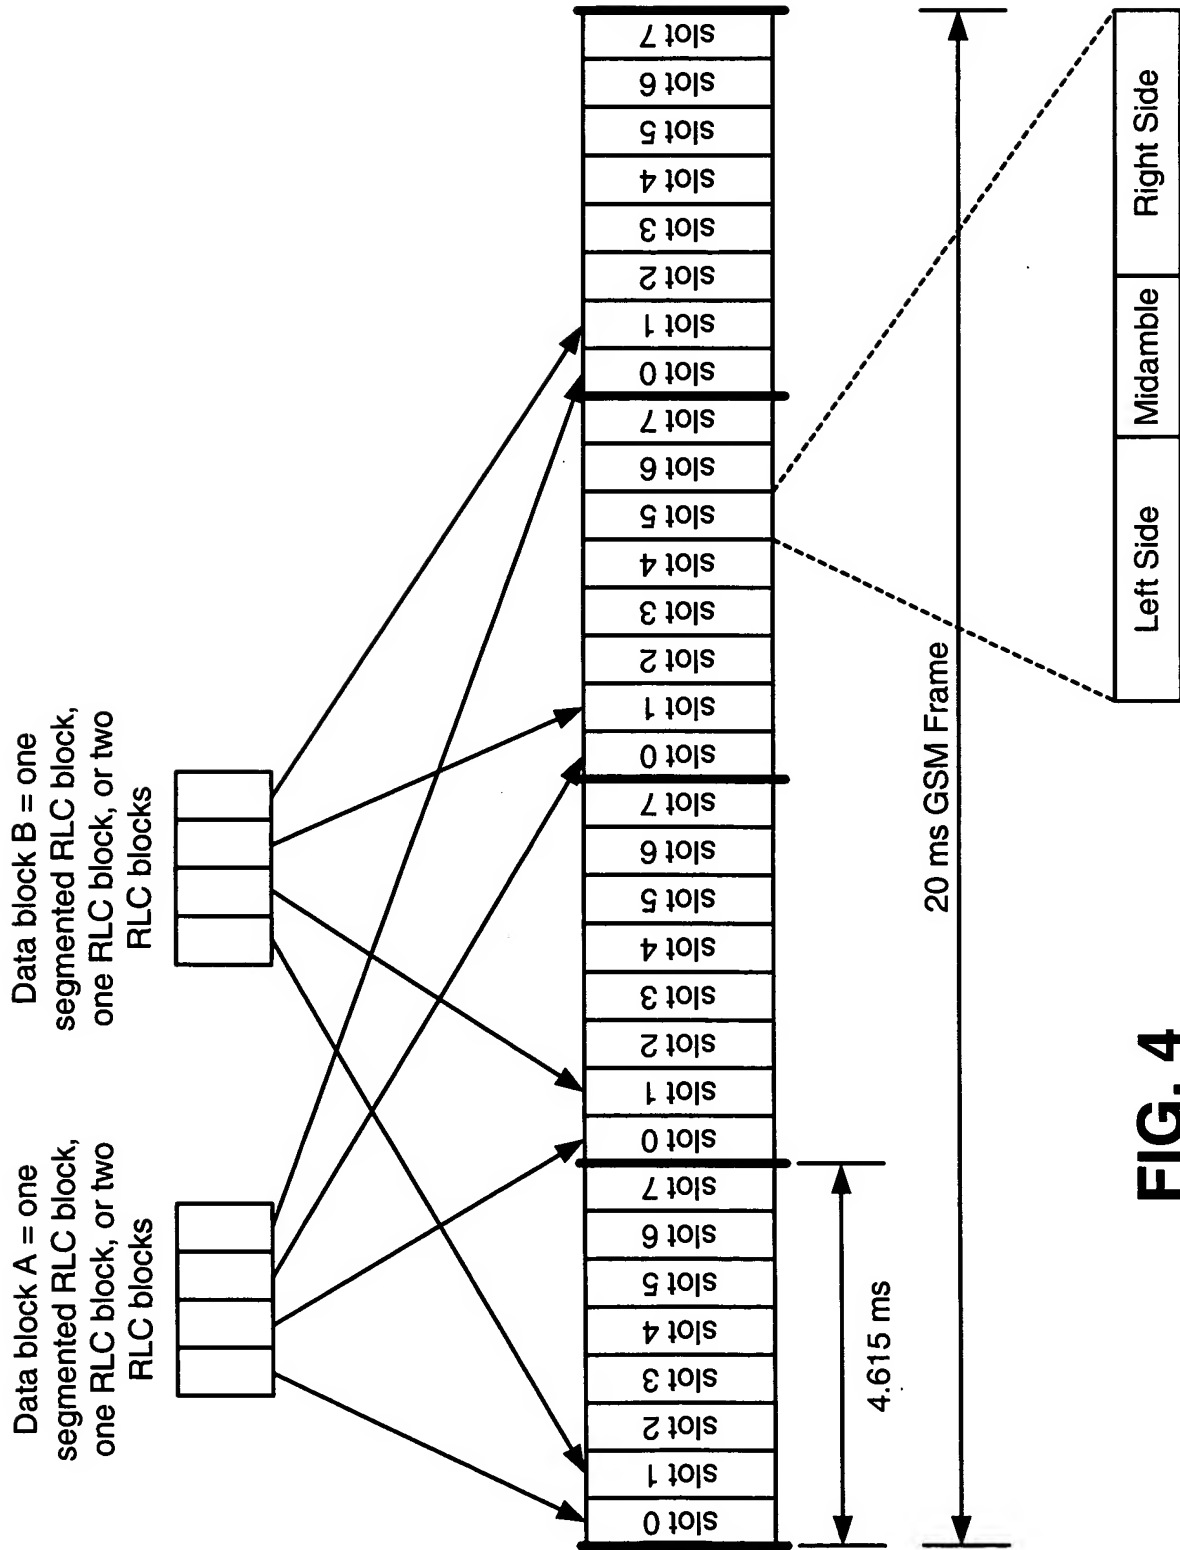 Data block A = one
segmented RLC block,
one RLC block, or two
RLC blocks
Data block B = one
segmented RLC block,
one RLC block, or two
RLC blocks
slot 0
slot 1
slot 2
slot 3
slot 4
slot 5
slot 6
slot 7
slot 0
slot 1
slot 2
slot 3
slot 4
slot 5
slot 6
slot 7
slot 0
slot 1
slot 2
slot 3
slot 4
slot 5
slot 6
slot 7
slot 0
slot 1
slot 2
slot 3
slot 4
slot 5
slot 6
slot 7
4.615 ms
20 ms GSM Frame
Left Side
Midamble
Right Side
FIG. 4